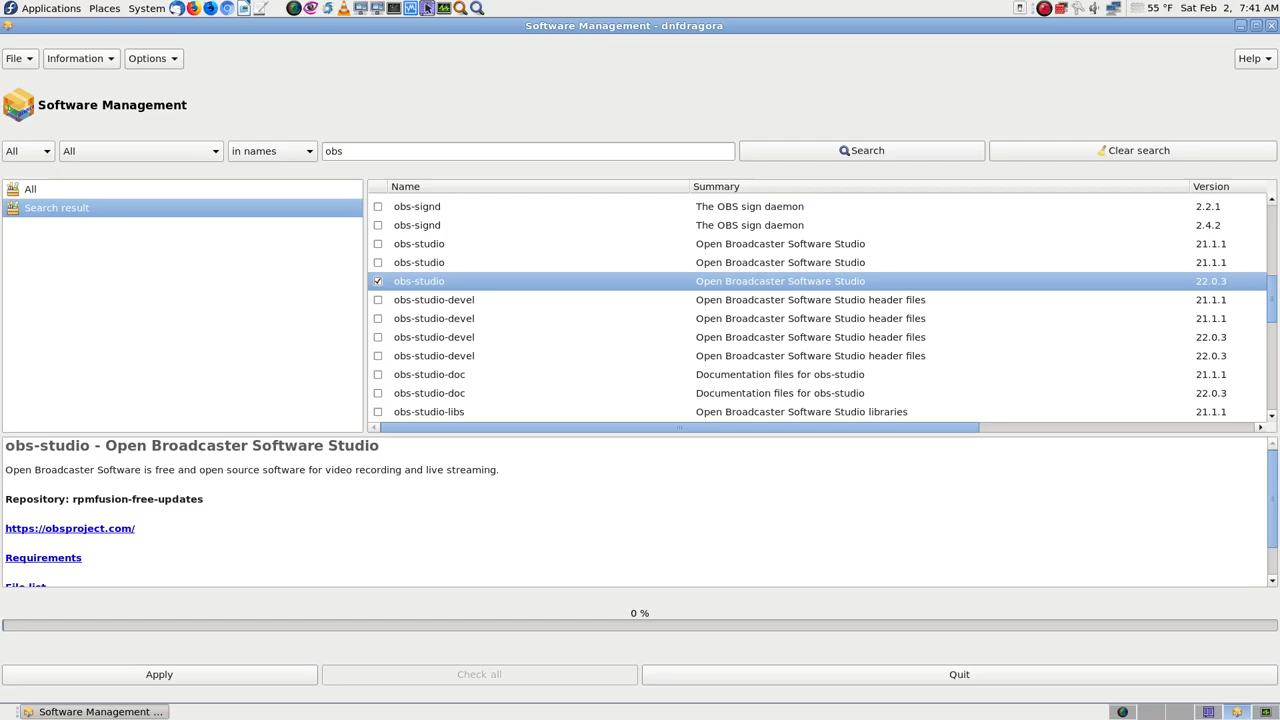 Applications Places System 55 °F Sat Feb 2, 7:41 AM
Software Management - dnfdragora
File Information Options Help
Software Management
All All in names obs Search Clear search
All
Search result
Name Summary Version
obs-signd The OBS sign daemon 2.2.1
obs-signd The OBS sign daemon 2.4.2
obs-studio Open Broadcaster Software Studio 21.1.1
obs-studio Open Broadcaster Software Studio 21.1.1
obs-studio Open Broadcaster Software Studio 22.0.3
obs-studio-devel Open Broadcaster Software Studio header files 21.1.1
obs-studio-devel Open Broadcaster Software Studio header files 21.1.1
obs-studio-devel Open Broadcaster Software Studio header files 22.0.3
obs-studio-devel Open Broadcaster Software Studio header files 22.0.3
obs-studio-doc Documentation files for obs-studio 21.1.1
obs-studio-doc Documentation files for obs-studio 22.0.3
obs-studio-libs Open Broadcaster Software Studio libraries 21.1.1
obs-studio - Open Broadcaster Software Studio
Open Broadcaster Software is free and open source software for video recording and live streaming.
Repository: rpmfusion-free-updates
https://obsproject.com/
Requirements
File list
0 %
Apply Check all Quit
Software Management ...